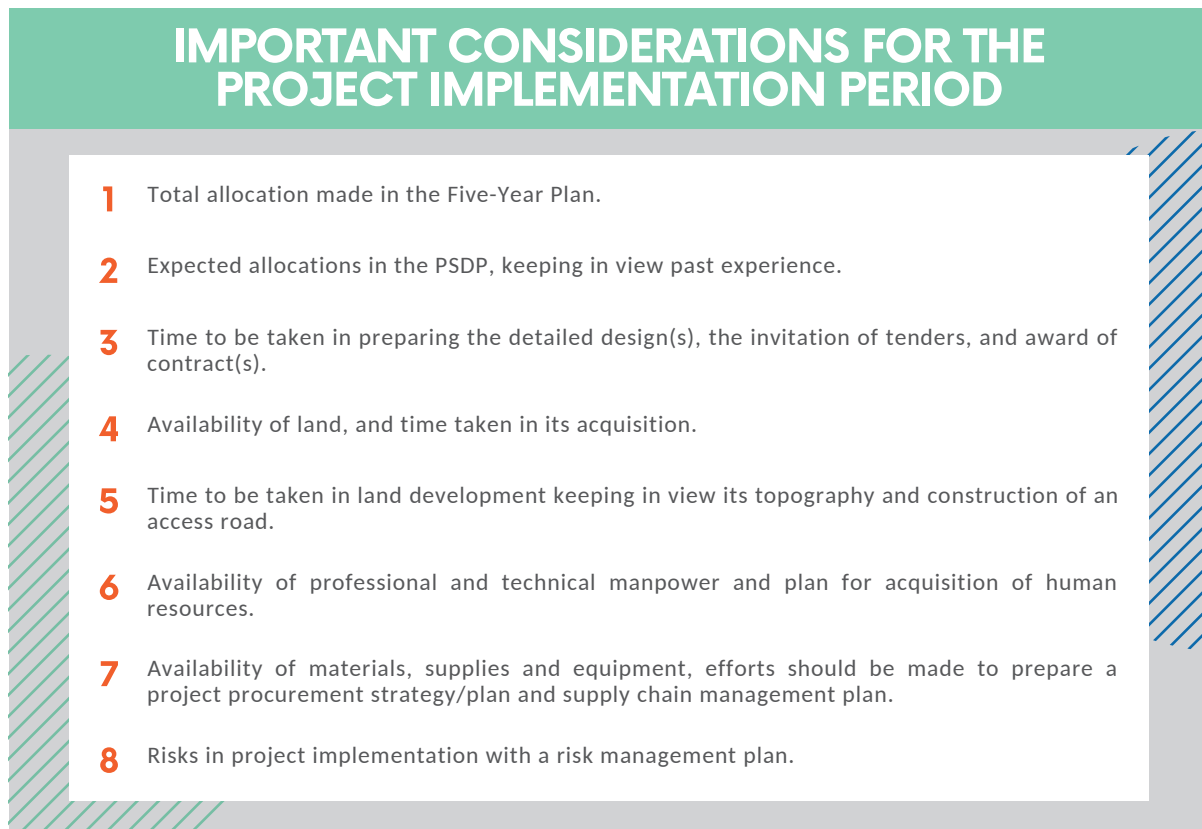 IMPORTANT CONSIDERATIONS FOR THE
PROJECT IMPLEMENTATION PERIOD
1 Total allocation made in the Five-Year Plan.
2 Expected allocations in the PSDP, keeping in view past experience.
3 Time to be taken in preparing the detailed design(s), the invitation of tenders, and award of
contract(s).
4 Availability of land, and time taken in its acquisition.
5 Time to be taken in land development keeping in view its topography and construction of an
access road.
6 Availability of professional and technical manpower and plan for acquisition of human
resources.
7 Availability of materials, supplies and equipment, efforts should be made to prepare a
project procurement strategy/plan and supply chain management plan.
8 Risks in project implementation with a risk management plan.